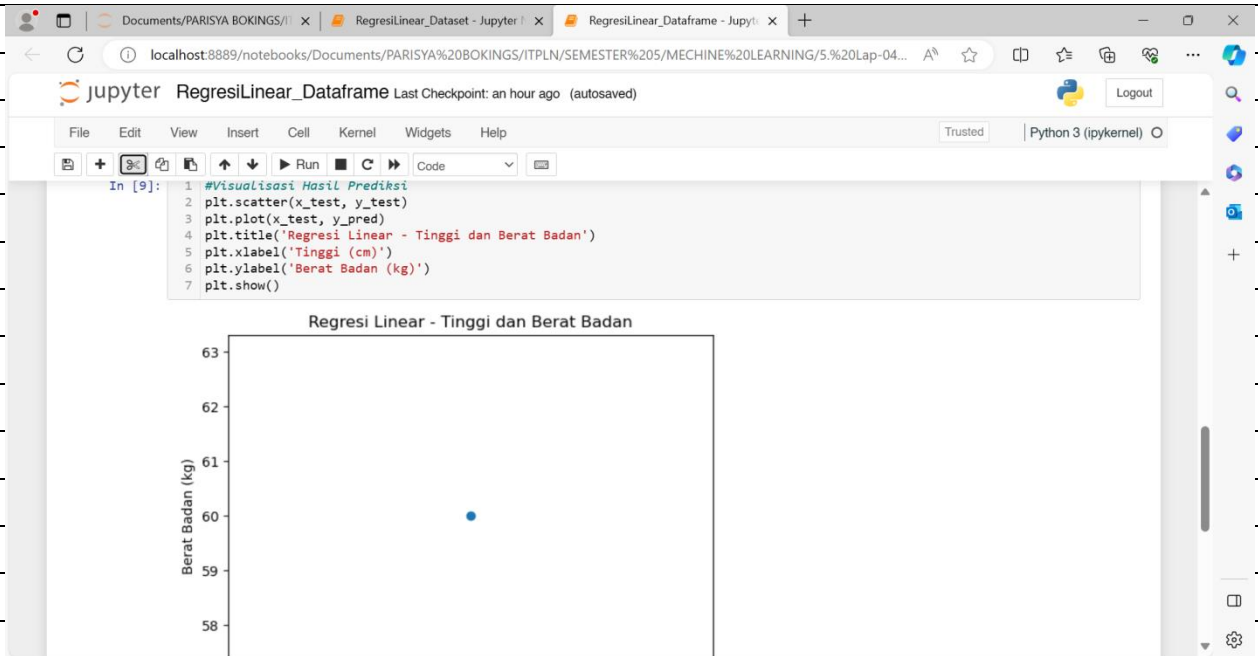 Documents/PARISYA BOKINGS/IT
RegresiLinear_Dataset - Jupyter N
RegresiLinear_Dataframe - Jupyte
localhost:8889/notebooks/Documents/PARISYA%20BOKINGS/ITPLN/SEMESTER%205/MECHINE%20LEARNING/5.%20Lap-04...
jupyter RegresiLinear_Dataframe Last Checkpoint: an hour ago (autosaved)
Logout
File Edit View Insert Cell Kernel Widgets Help
Trusted Python 3 (ipykernel)
Run Code
In [9]: 1 #Visualisasi Hasil Prediksi
2 plt.scatter(x_test, y_test)
3 plt.plot(x_test, y_pred)
4 plt.title('Regresi Linear - Tinggi dan Berat Badan')
5 plt.xlabel('Tinggi (cm)')
6 plt.ylabel('Berat Badan (kg)')
7 plt.show()
Regresi Linear - Tinggi dan Berat Badan
63
62
61
60
59
58
Berat Badan (kg)